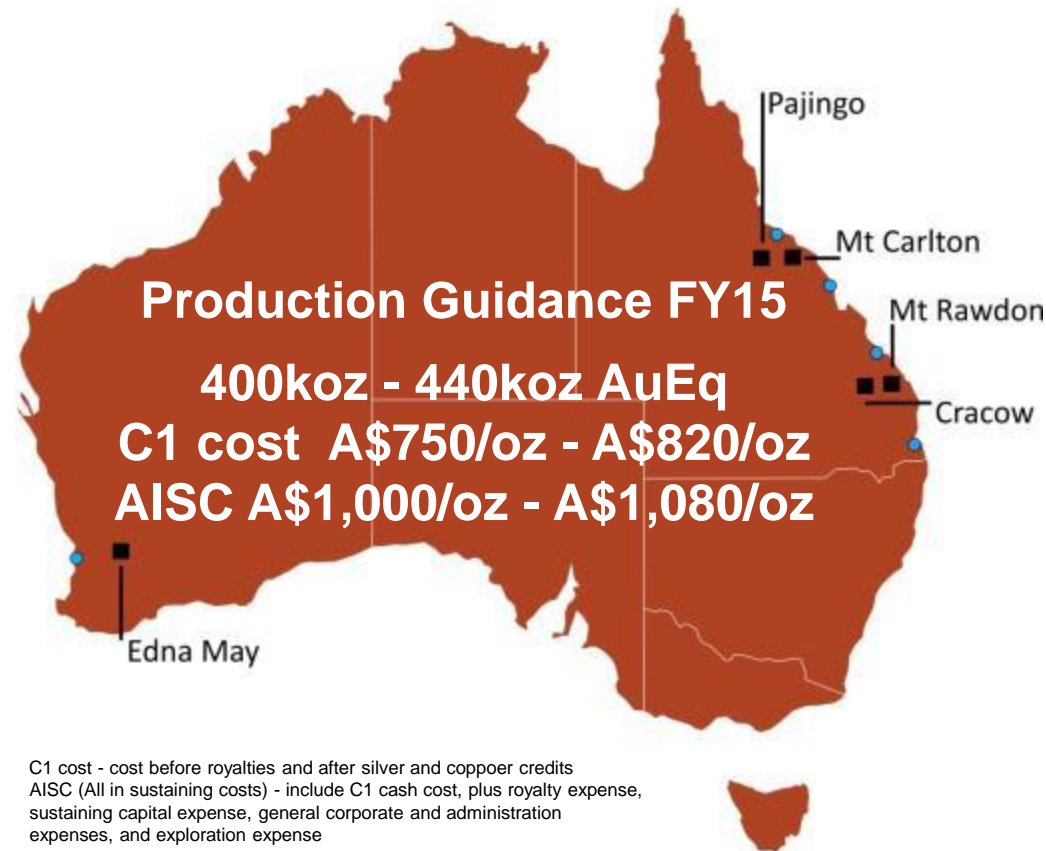 Pajingo
Mt Carlton
Production Guidance FY15
Mt Rawdon
400koz - 440koz AuEq
Cracow
C1 cost  A$750/oz - A$820/oz
AISC A$1,000/oz - A$1,080/oz
Edna May
C1 cost - cost before royalties and after silver and coppoer credits
AISC (All in sustaining costs) - include C1 cash cost, plus royalty expense,
sustaining capital expense, general corporate and administration
expenses, and exploration expense